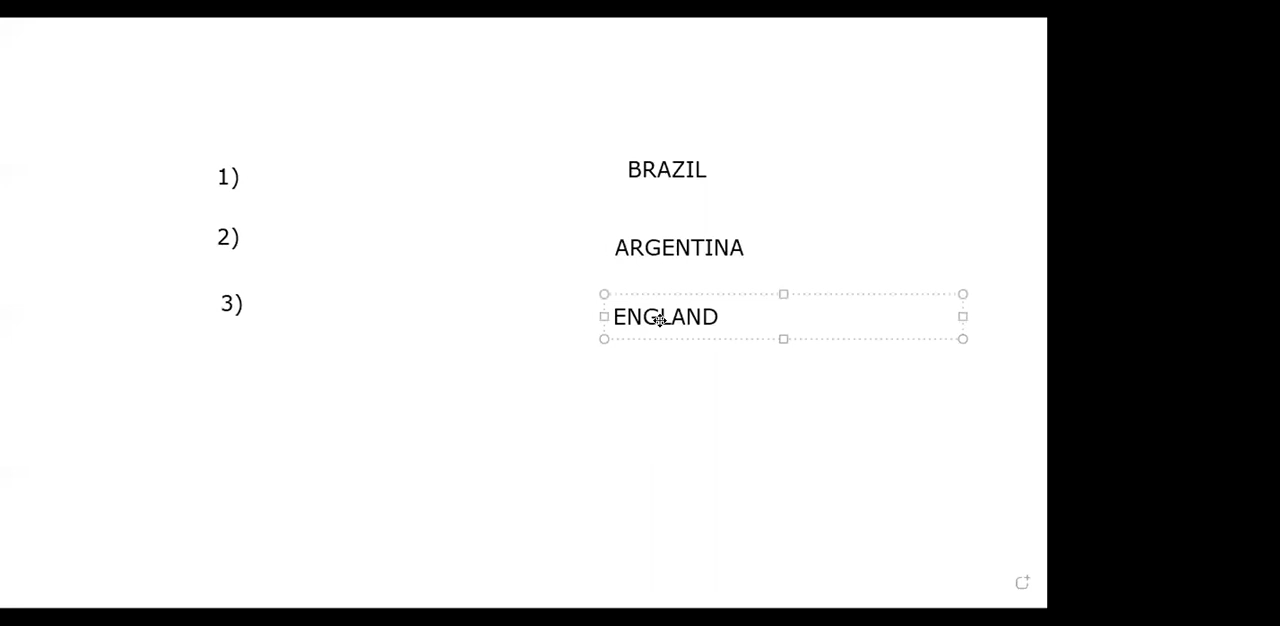 1)
BRAZIL
2)
ARGENTINA
3)
ENGLAND